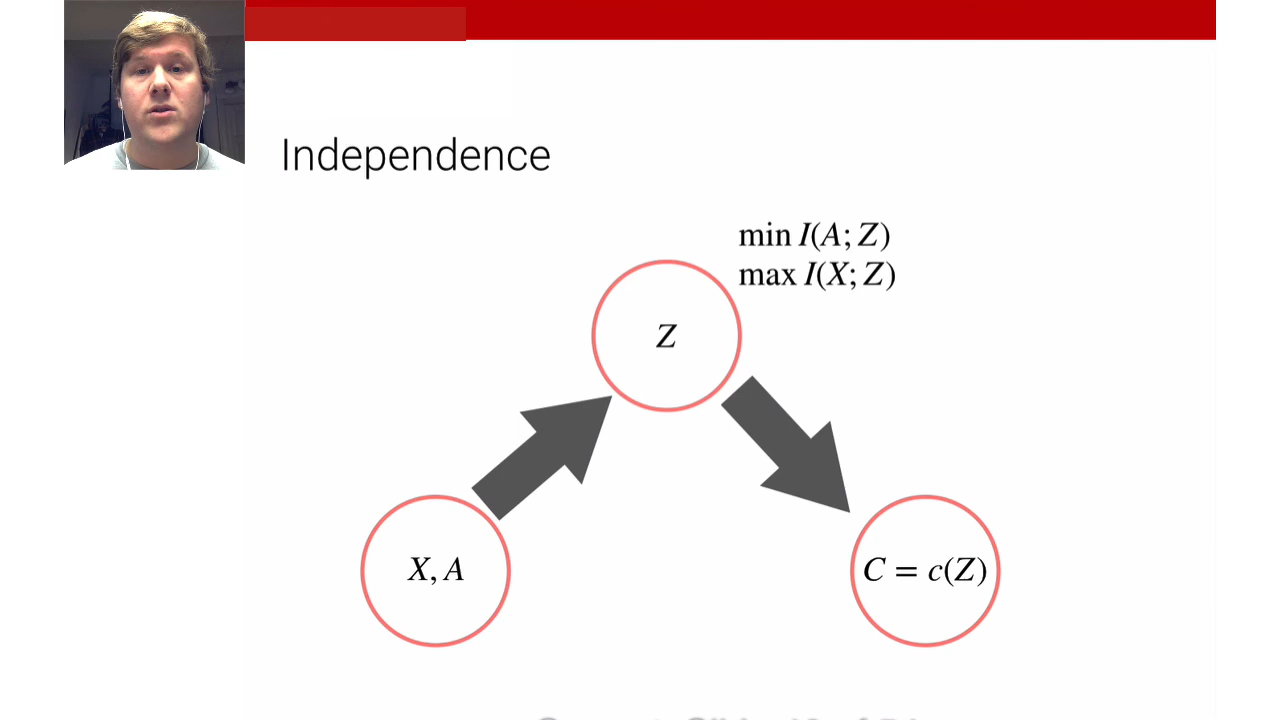 Independence
min I(A; Z)
max I(X; Z)
Z
X, A
C = c(Z)